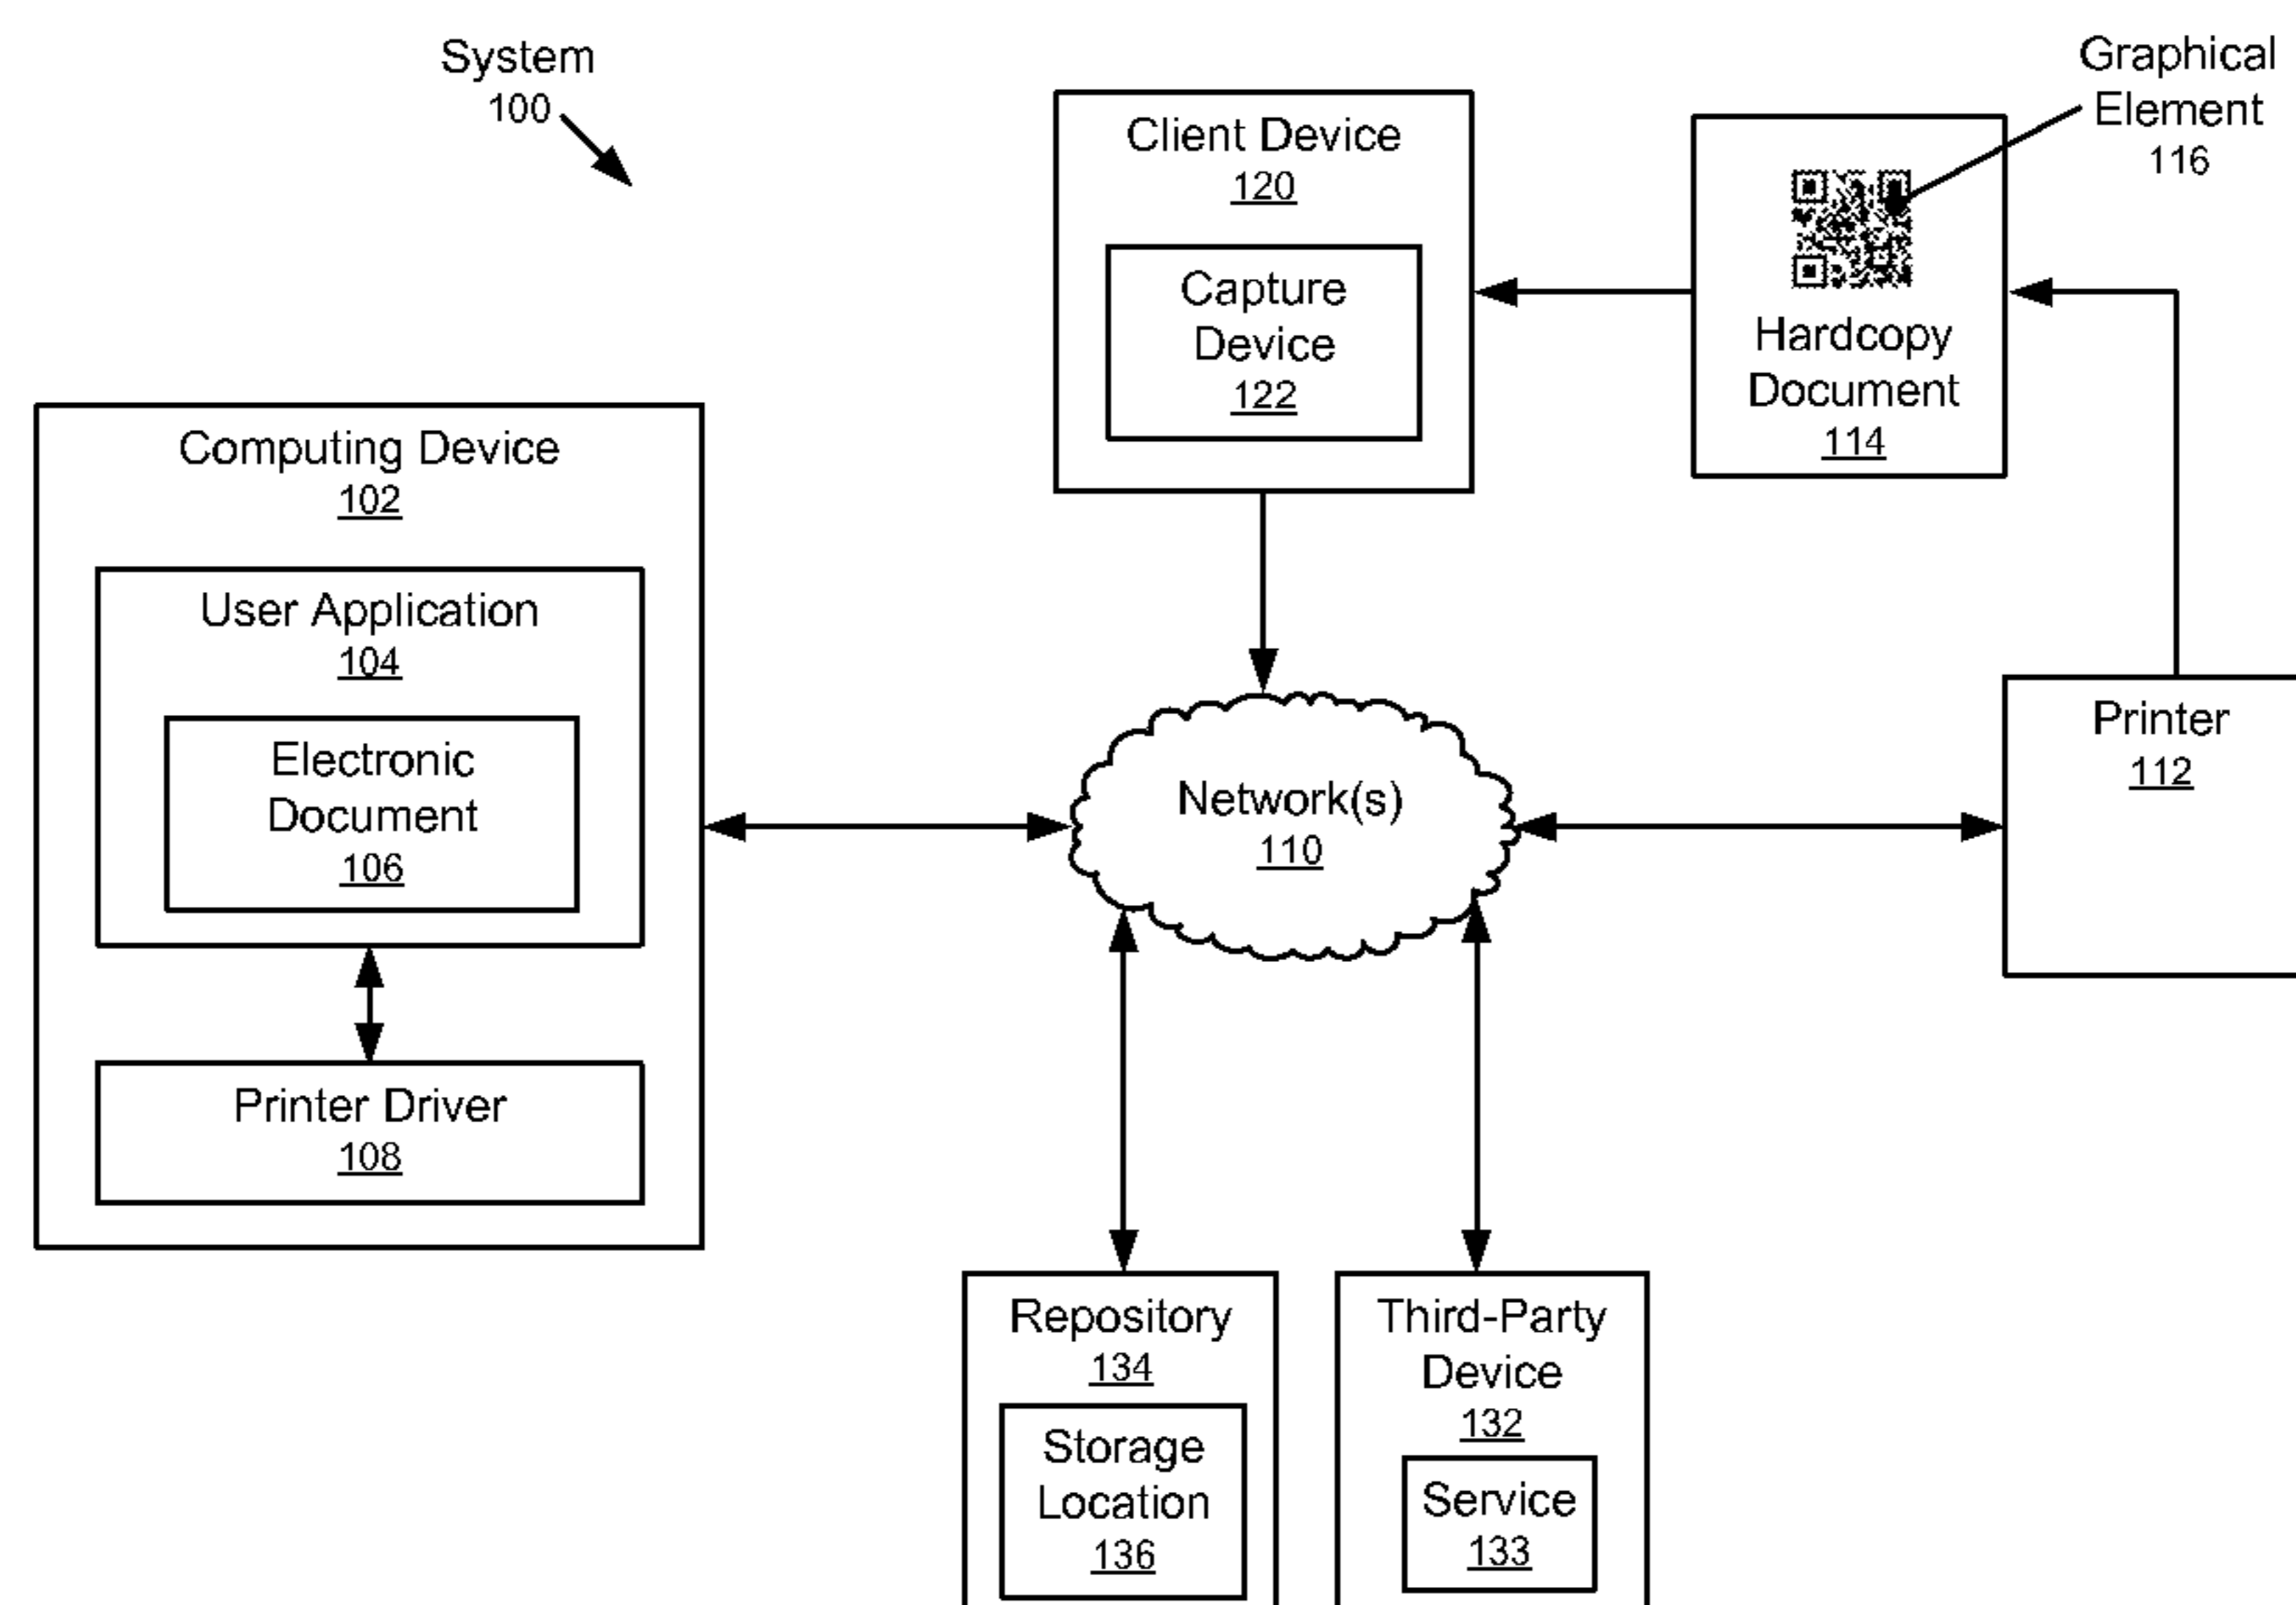 System
100
Graphical
Element
116
Client Device
120
Capture
Device
122
Hardcopy
Document
114
Computing Device
102
User Application
104
Electronic
Document
106
Printer Driver
108
Network(s)
110
Printer
112
Repository
134
Storage
Location
136
Third-Party
Device
132
Service
133